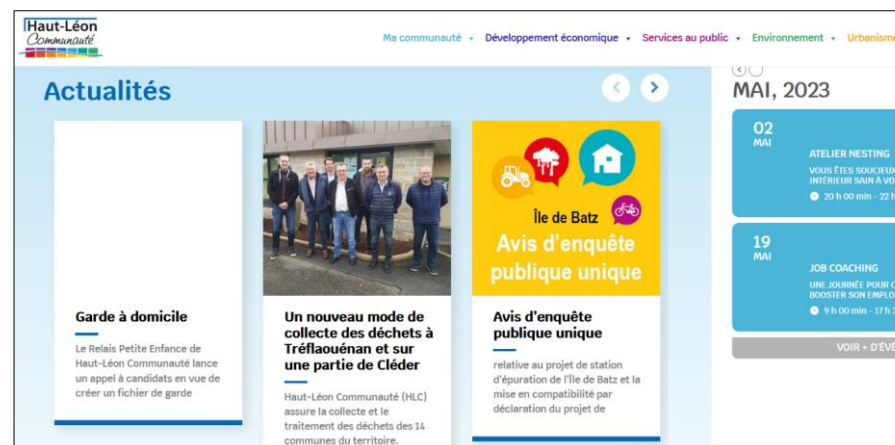 Haut-Léon
Communauté
Ma communauté
Développement économique
Services au public
Environnement
Urbanisme
Actualités
Garde à domicile
Le Relais Petite Enfance de
Haut-Léon Communauté lance
un appel à candidats en vue de
créer un fichier de garde
Un nouveau mode de
collecte des déchets à
Tréflaouénan et sur
une partie de Cléder
Haut-Léon Communauté (HLC)
assure la collecte et le
traitement des déchets des 14
communes du territoire.
Île de Batz
Avis d'enquête
publique unique
Avis d'enquête
publique unique
relative au projet de station
d'épuration de l'Île de Batz et la
mise en compatibilité par
déclaration du projet de
MAI, 2023
02
MAI
ATELIER NESTING
VOUS ÊTES SOUCIEUX
INTÉRIEUR SAIN À VO
20 h 00 min - 22 h
19
MAI
JOB COACHING
UNE JOURNÉE POUR
BOOSTER SON EMPLO
9 h 00 min - 17 h
VOIR + D'ÉV